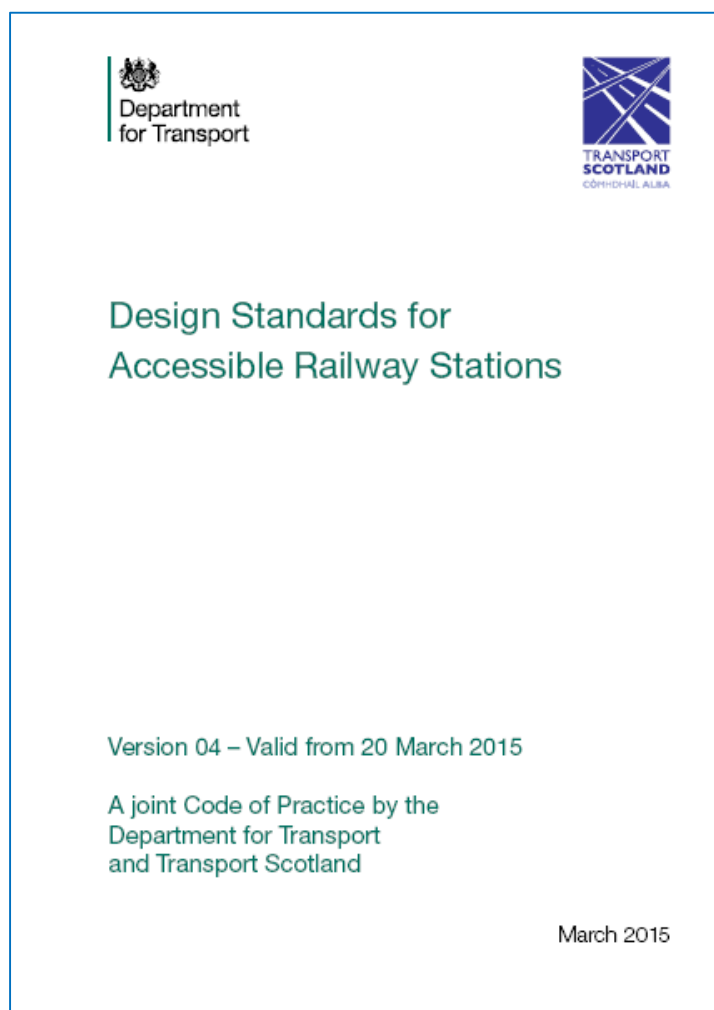 Department
for Transport
TRANSPORT
SCOTLAND
CÒMHDHAIL ALBA
Design Standards for
Accessible Railway Stations
Version 04 – Valid from 20 March 2015
A joint Code of Practice by the
Department for Transport
and Transport Scotland
March 2015